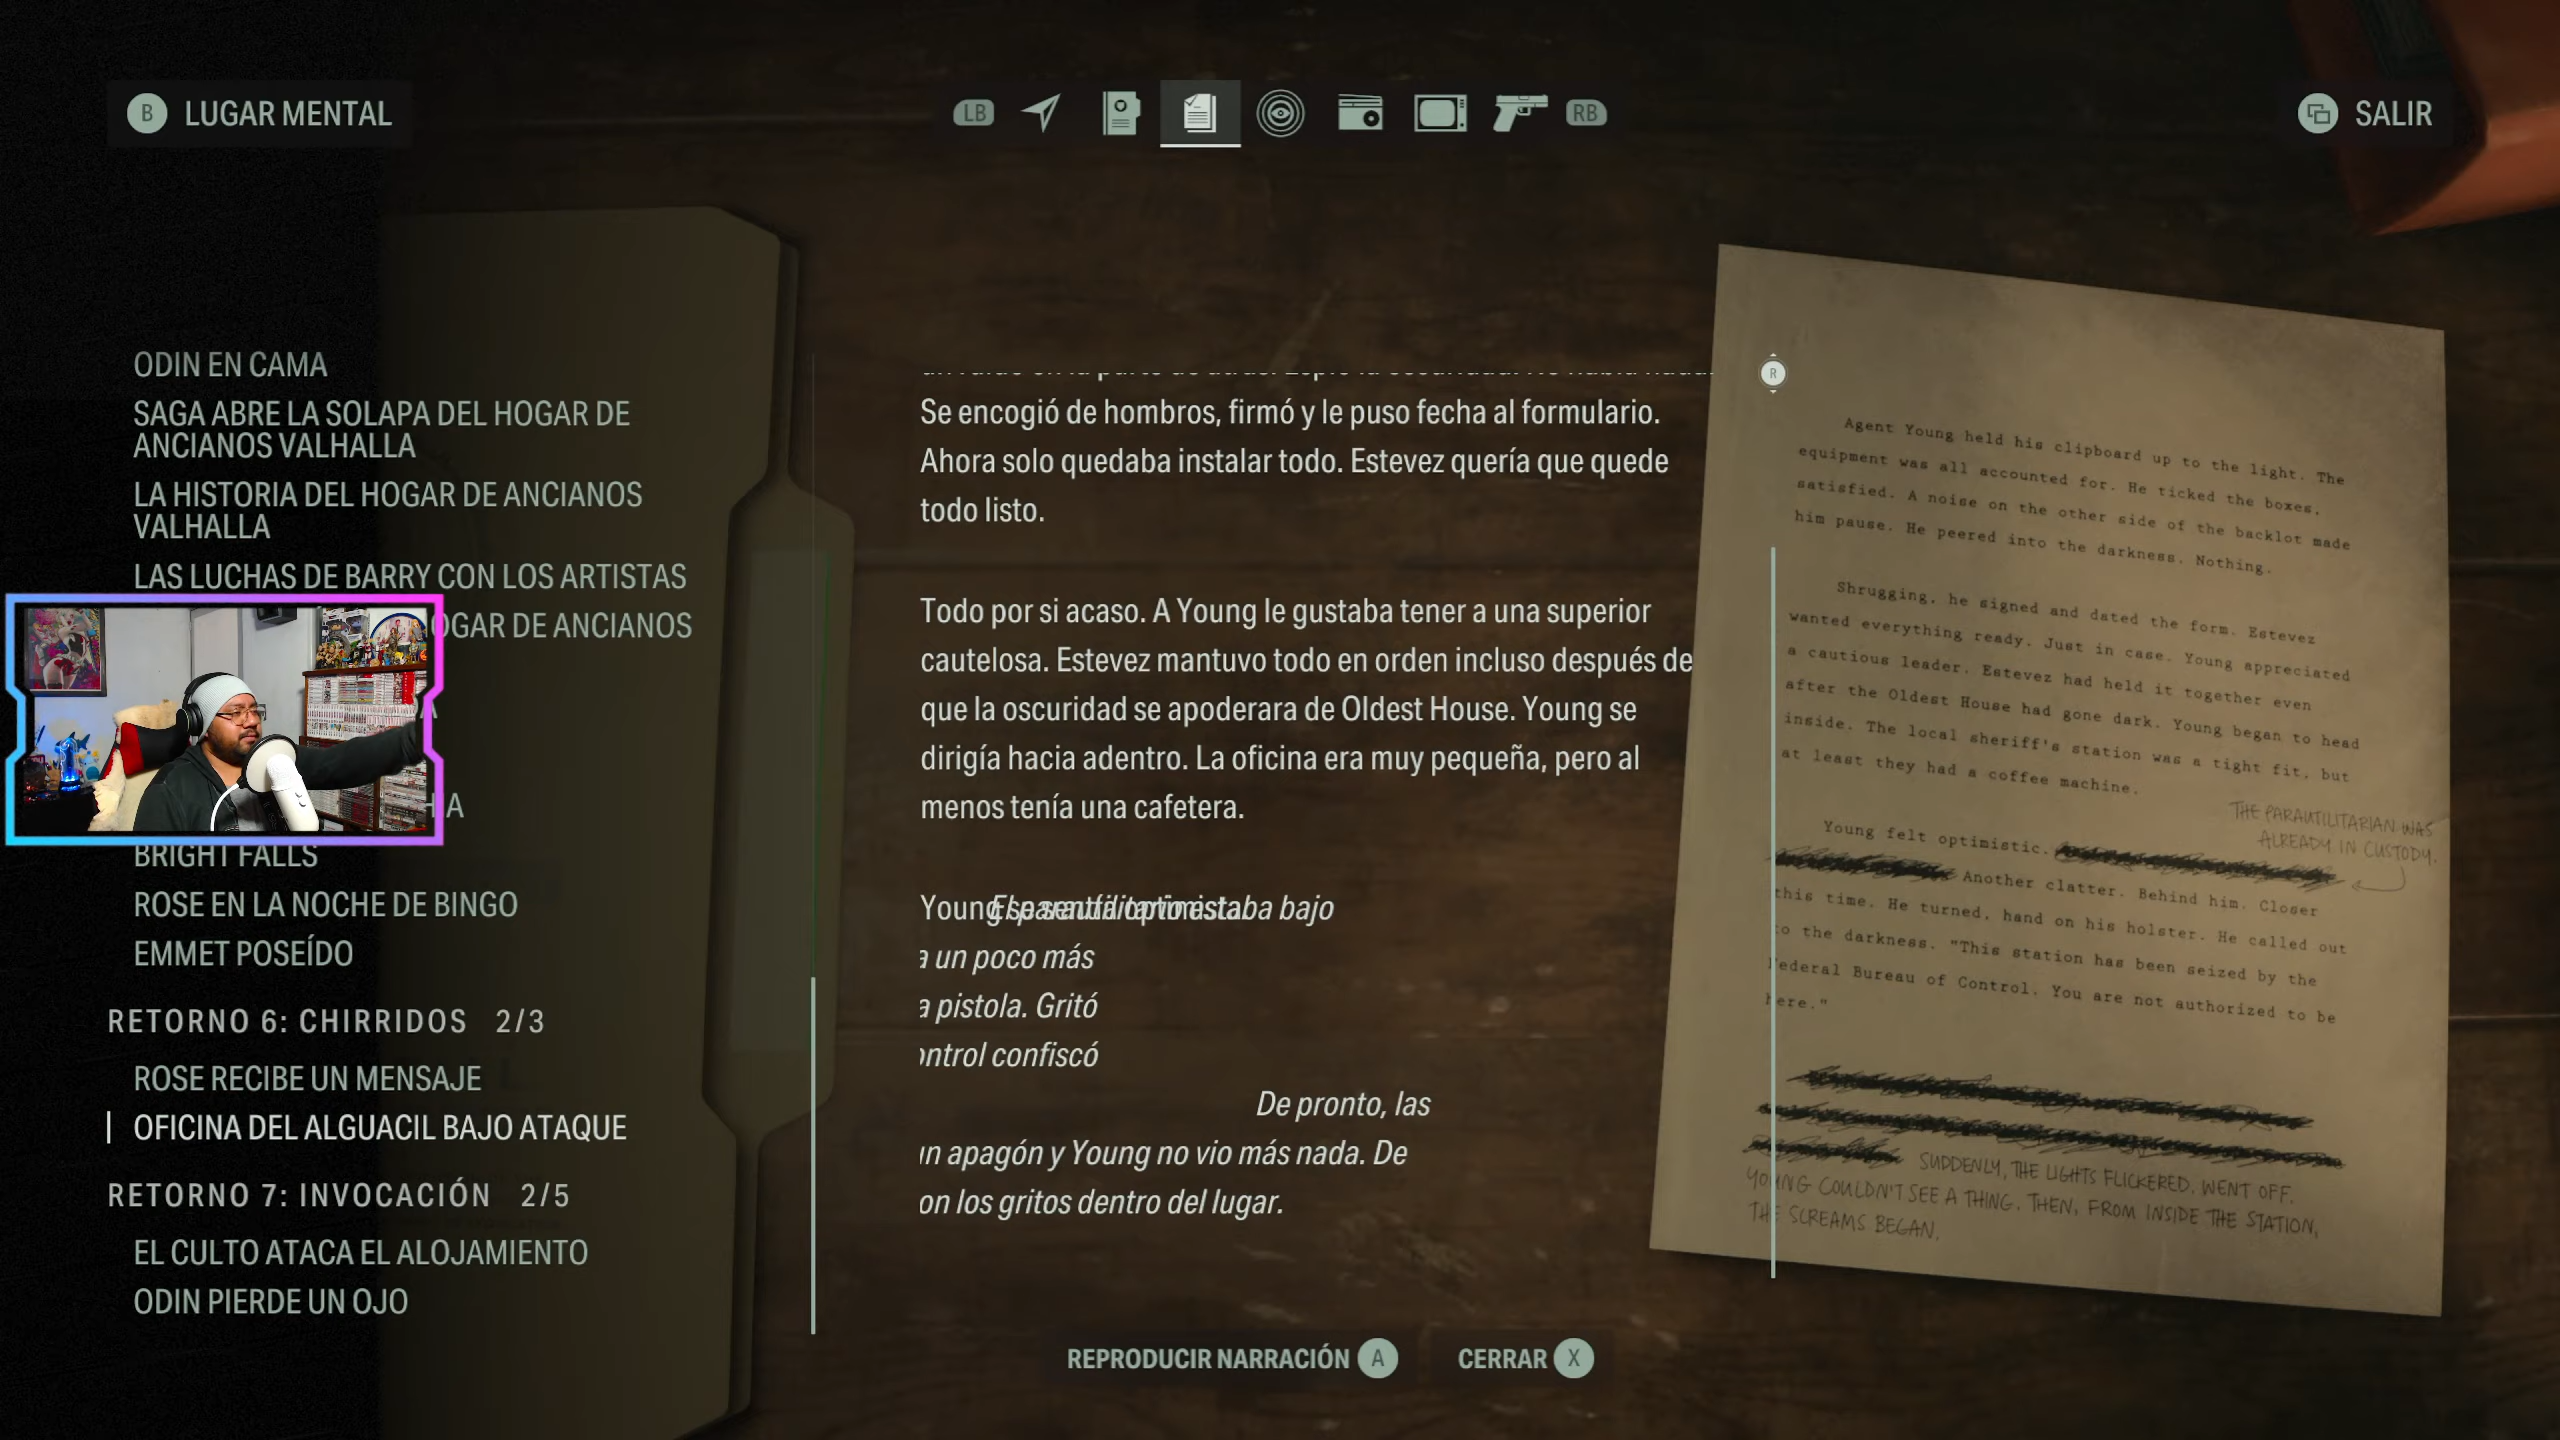 B LUGAR MENTAL
LB
RB
SALIR
ODIN EN CAMA
SAGA ABRE LA SOLAPA DEL HOGAR DE
ANCIANOS VALHALLA
LA HISTORIA DEL HOGAR DE ANCIANOS
VALHALLA
LAS LUCHAS DE BARRY CON LOS ARTISTAS
OGAR DE ANCIANOS
BRIGHT FALLS
ROSE EN LA NOCHE DE BINGO
EMMET POSEÍDO
RETORNO 6: CHIRRIDOS 2/3
ROSE RECIBE UN MENSAJE
OFICINA DEL ALGUACIL BAJO ATAQUE
RETORNO 7: INVOCACIÓN 2/5
EL CULTO ATACA EL ALOJAMIENTO
ODIN PIERDE UN OJO
Se encogió de hombros, firmó y le puso fecha al formulario.
Ahora solo quedaba instalar todo. Estevez quería que quede
todo listo.
Todo por si acaso. A Young le gustaba tener a una superior
cautelosa. Estevez mantuvo todo en orden incluso después de
que la oscuridad se apoderara de Oldest House. Young se
dirigía hacia adentro. La oficina era muy pequeña, pero al
menos tenía una cafetera.
Young bajo
a un poco más
a pistola. Gritó
ontrol confiscó
De pronto, las
un apagón y Young no vio más nada. De
on los gritos dentro del lugar.
REPRODUCIR NARRACIÓN A
CERRAR X
R
Agent Young held his clipboard up to the light. The
equipment was all accounted for. He ticked the boxes,
satisfied. A noise on the other side of the backlot made
him pause. He peered into the darkness. Nothing.
Shrugging, he signed and dated the form. Estevez
wanted everything ready. Just in case. Young appreciated
a cautious leader. Estevez had held it together even
after the Oldest House had gone dark. Young began to head
inside. The local sheriff's station was a tight fit, but
at least they had a coffee machine.
THE PARAUTILITARIAN WAS
ALREADY IN CUSTODY.
Young felt optimistic.
Another clatter. Behind him. Closer
this time. He turned, hand on his holster. He called out
to the darkness. "This station has been seized by the
Federal Bureau of Control. You are not authorized to be
here."
SUDDENLY, THE LIGHTS FLICKERED. WENT OFF.
YOUNG COULDN'T SEE A THING. THEN, FROM INSIDE THE STATION,
THE SCREAMS BEGAN.